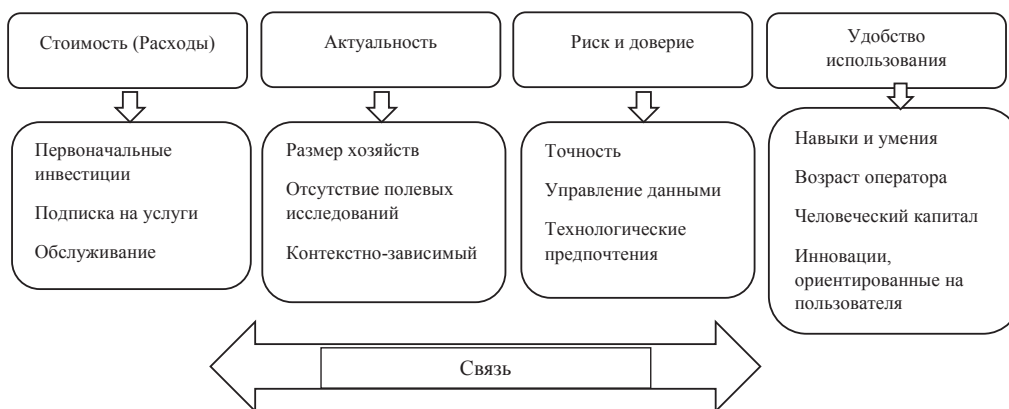 Стоимость (Расходы)
Актуальность
Риск и доверие
Удобство
использования
Первоначальные
инвестиции
Подписка на услуги
Обслуживание
Размер хозяйств
Отсутствие полевых
исследований
Контекстно-зависимый
Точность
Управление данными
Технологические
предпочтения
Навыки и умения
Возраст оператора
Человеческий капитал
Инновации,
ориентированные на
пользователя
Связь